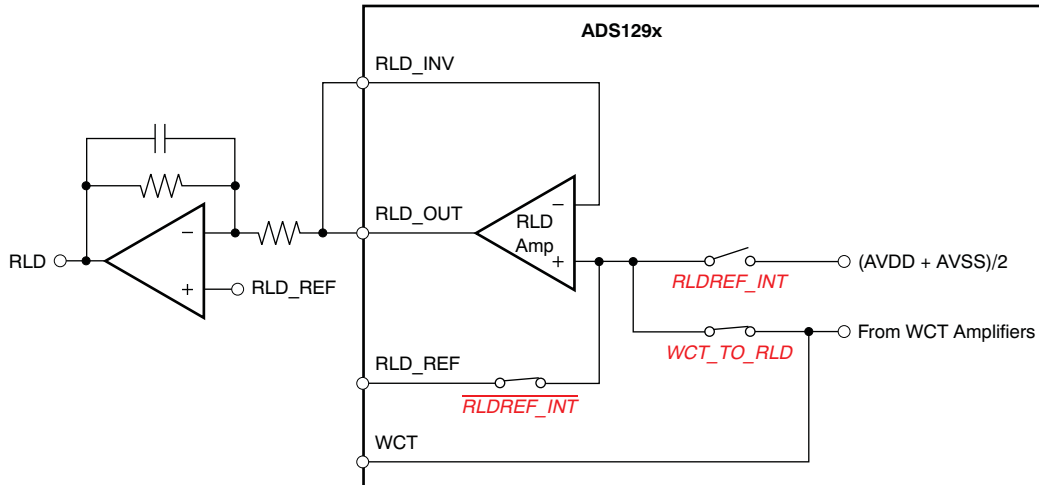 ADS129x
RLD_INV
RLD_OUT
RLD
Amp
−
+
RLD
−
+
RLD_REF
RLDREF_INT
(AVDD + AVSS)/2
WCT_TO_RLD
From WCT Amplifiers
RLD_REF
RLDREF_INT
WCT